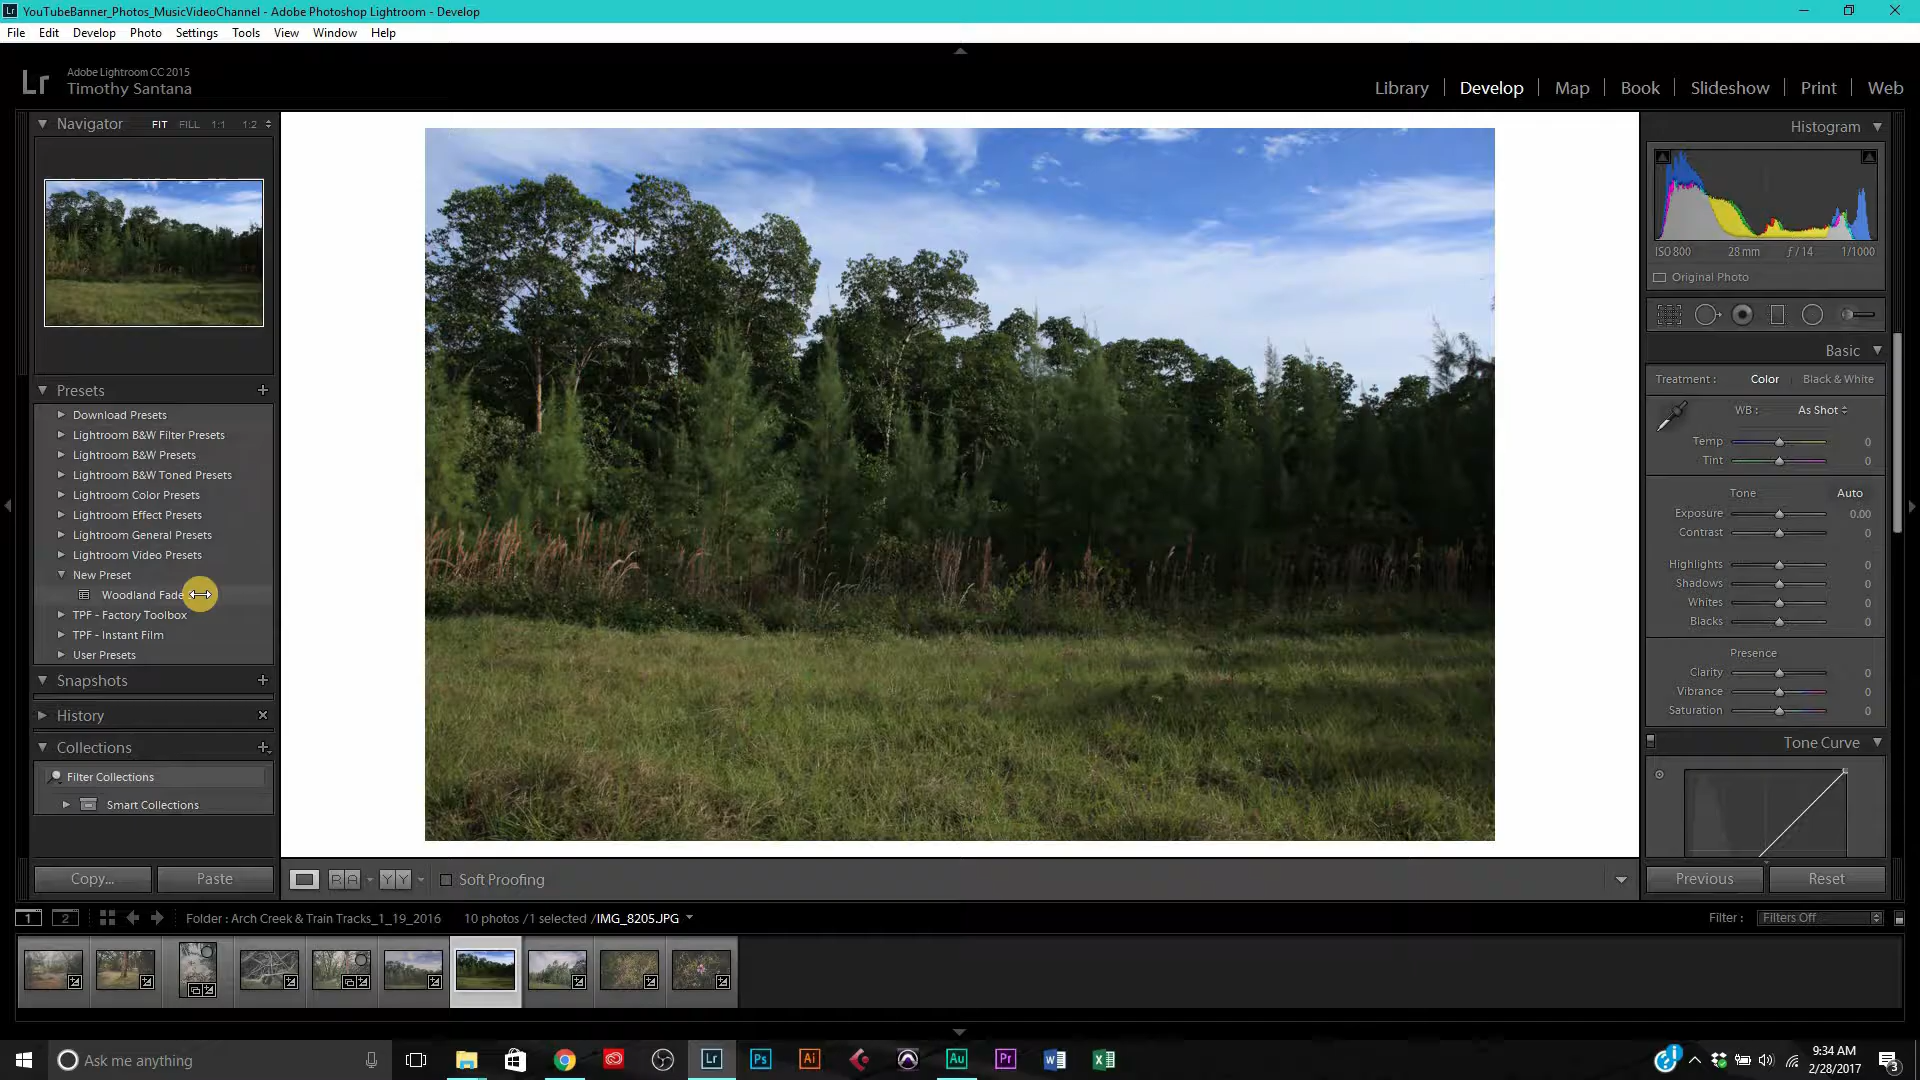 YouTubeBanner_Photos_MusicVideoChannel - Adobe Photoshop Lightroom - Develop
File Edit Develop Photo Settings Tools View Window Help
Lr Adobe Lightroom CC 2015
Timothy Santana
Library Develop Map Book Slideshow Print Web
Navigator FIT FILL 1:1 1:2
Histogram
ISO 800 28 mm ƒ / 14 1/1000
Original Photo
Basic
Treatment : Color Black & White
WB : As Shot
Temp 0
Tint 0
Tone Auto
Exposure 0.00
Contrast 0
Highlights 0
Shadows 0
Whites 0
Blacks 0
Presence
Clarity 0
Vibrance 0
Saturation 0
Tone Curve
Presets
Download Presets
Lightroom B&W Filter Presets
Lightroom B&W Presets
Lightroom B&W Toned Presets
Lightroom Color Presets
Lightroom Effect Presets
Lightroom General Presets
Lightroom Video Presets
New Preset
Woodland Fade
TPF - Factory Toolbox
TPF - Instant Film
User Presets
Snapshots
History
Collections
Filter Collections
Smart Collections
Copy... Paste
R A Y Y Soft Proofing
Previous Reset
1 2 Folder : Arch Creek & Train Tracks_1_19_2016 10 photos / 1 selected / IMG_8205.JPG
Filter : Filters Off
Ask me anything
Lr Ps Ai Au Pr
9:34 AM
2/28/2017
3